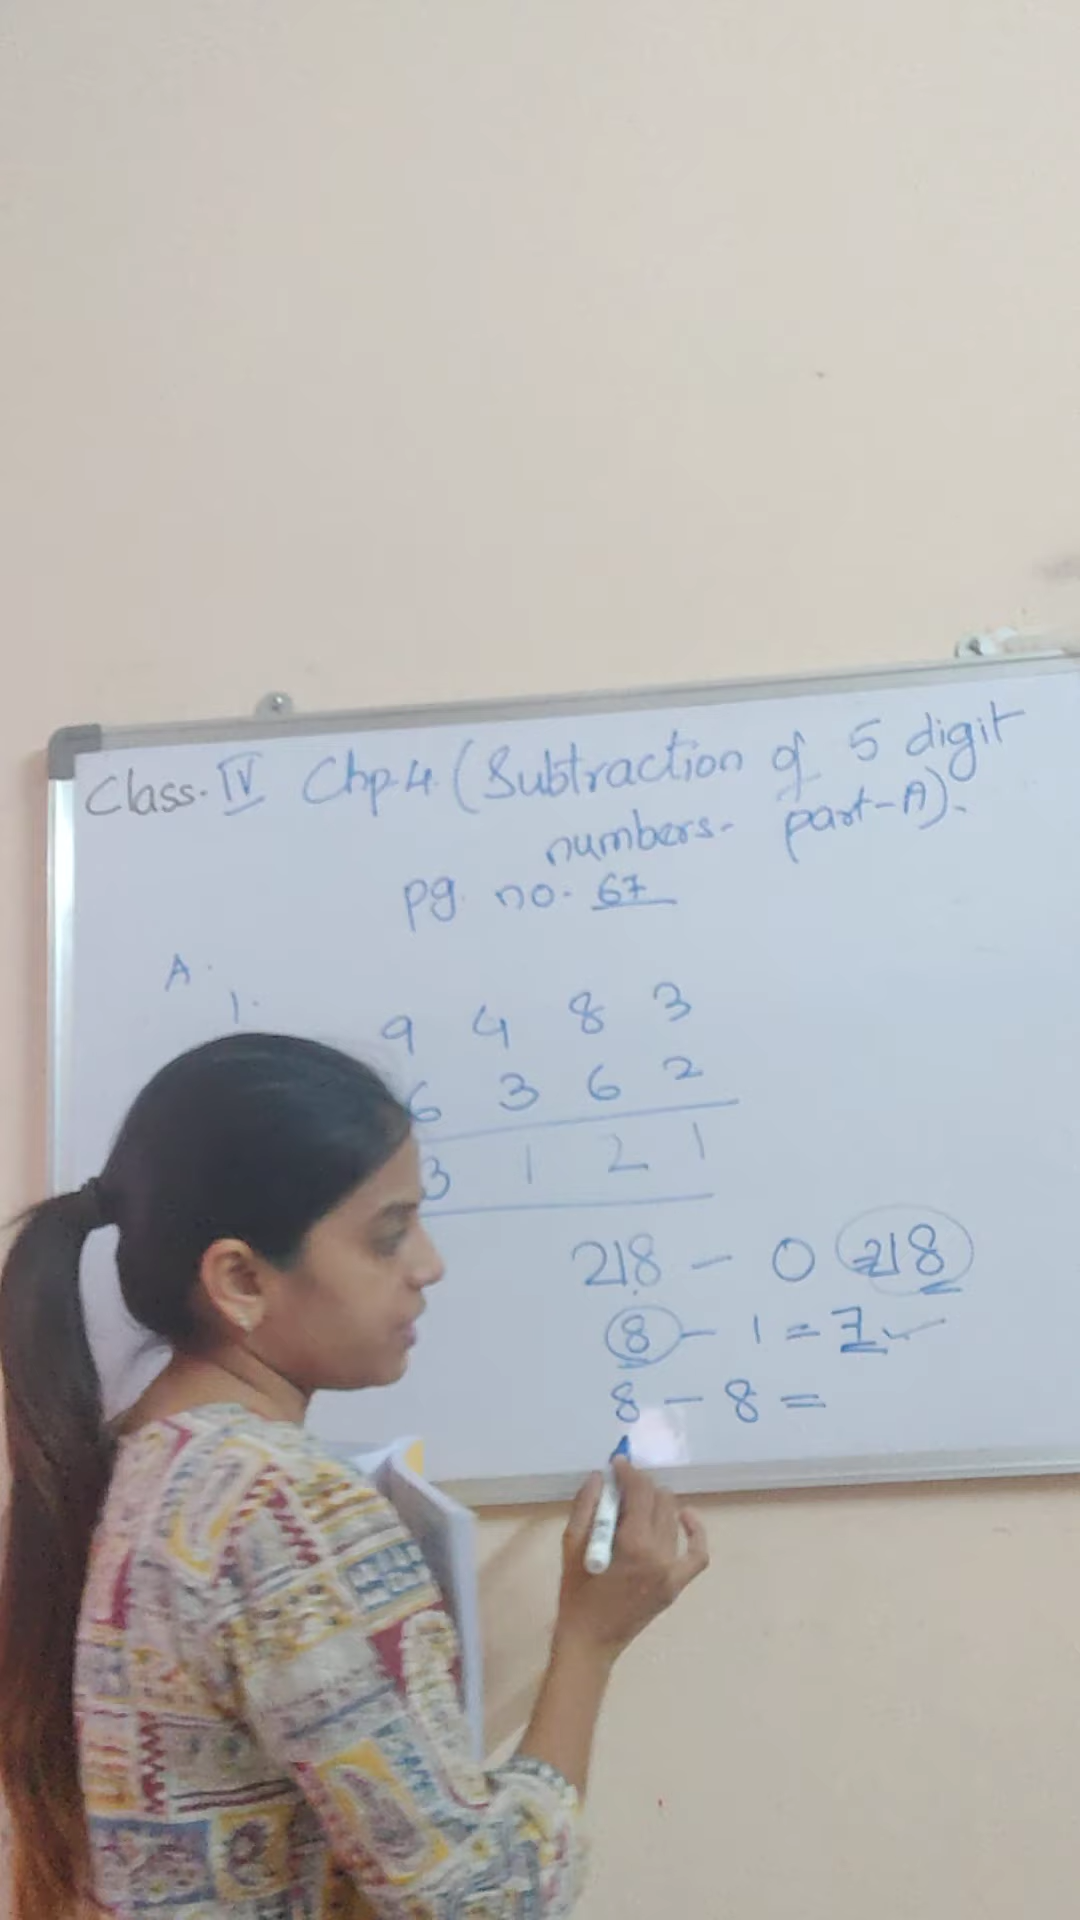 Class. IV Chp.4. (Subtraction of 5 digit
numbers- part-A).
pg. no. 67
A.
1.
9 4 8 3
6 3 6 2
3 1 2 1
218 - 0 218
8 - 1 = 7
8 - 8 =